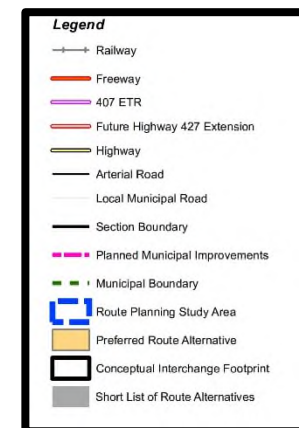 Legend
Railway
Freeway
407 ETR
Future Highway 427 Extension
Highway
Arterial Road
Local Municipal Road
Section Boundary
Planned Municipal Improvements
Municipal Boundary
Route Planning Study Area
Preferred Route Alternative
Conceptual Interchange Footprint
Short List of Route Alternatives